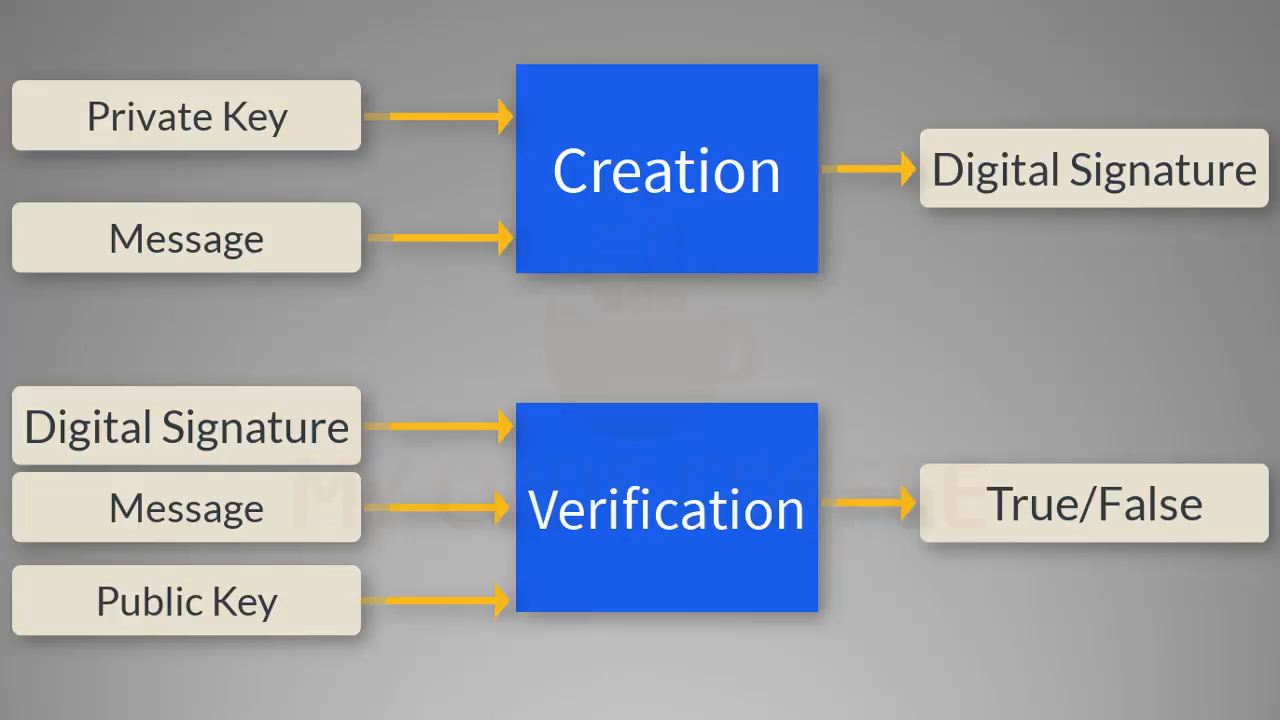 Private Key
Message
Creation
Digital Signature
Digital Signature
Message
Public Key
Verification
True/False